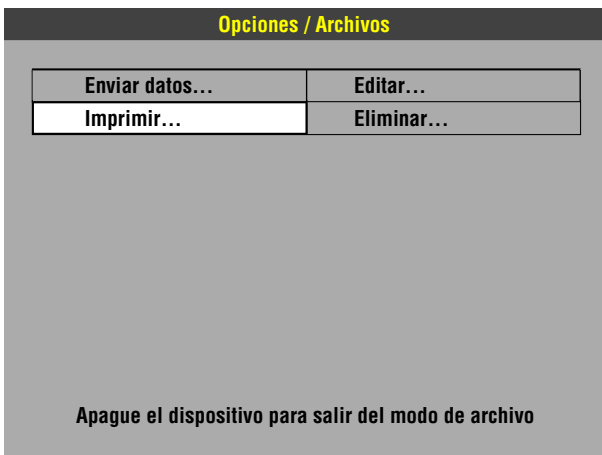 Opciones / Archivos
Enviar datos... Editar...
Imprimir... Eliminar...
Apague el dispositivo para salir del modo de archivo